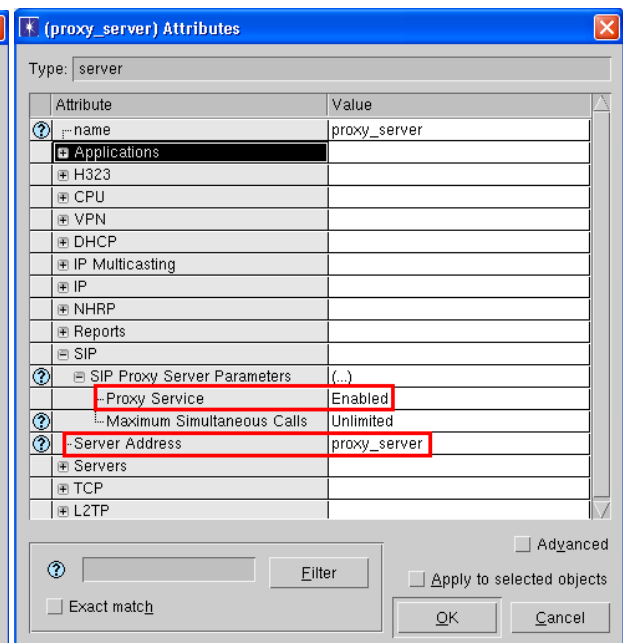 (proxy_server) Attributes
Type: server
Attribute Value
name proxy_server
Applications
H323
CPU
VPN
DHCP
IP Multicasting
IP
NHRP
Reports
SIP
SIP Proxy Server Parameters (...)
Proxy Service Enabled
Maximum Simultaneous Calls Unlimited
Server Address proxy_server
Servers
TCP
L2TP
Advanced
Filter
Apply to selected objects
Exact match
OK Cancel